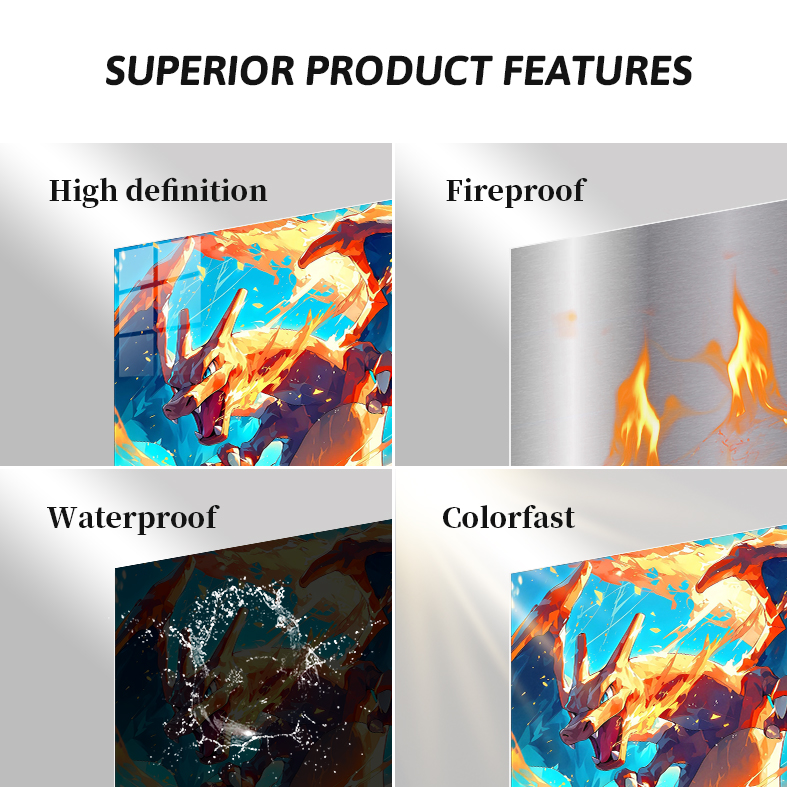 SUPERIOR PRODUCT FEATURES
High definition
Fireproof
Waterproof
Colorfast